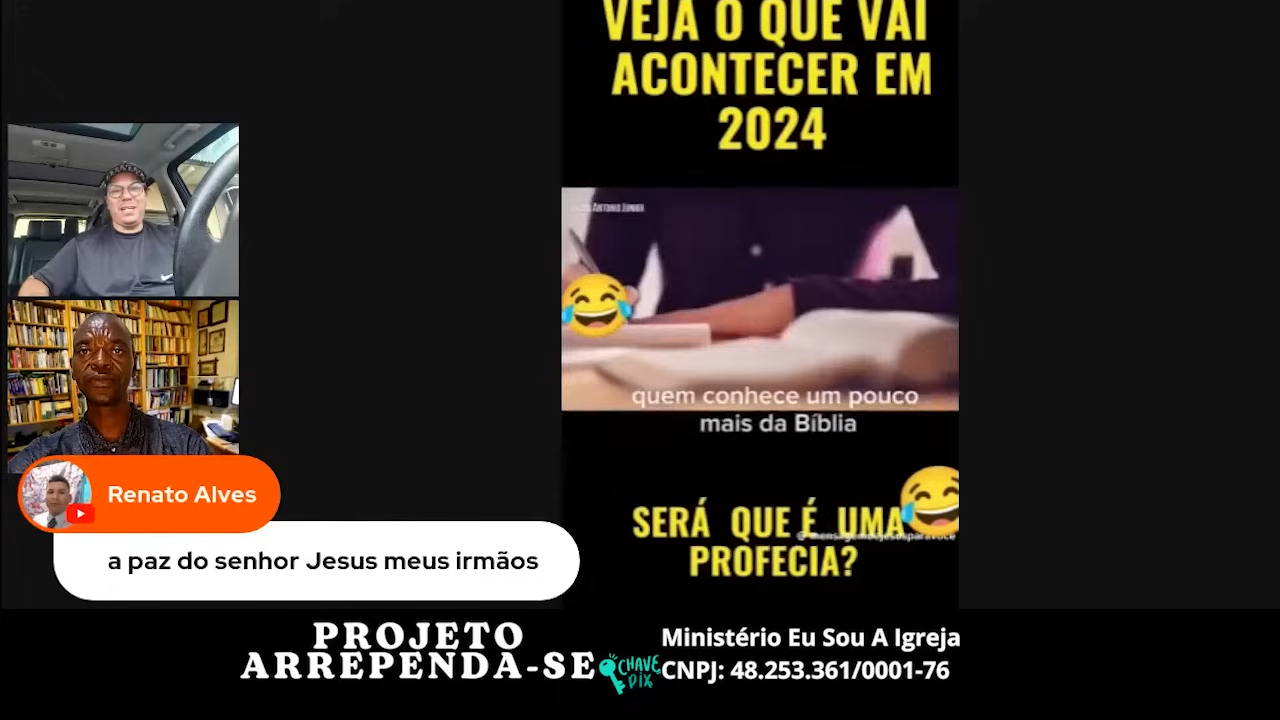 VEJA O QUE VAI
ACONTECER EM
2024
ANTONIO JUNIOR
quem conhece um pouco
mais da Bíblia
Renato Alves
a paz do senhor Jesus meus irmãos
SERÁ QUE É UMA
PROFECIA?
PROJETO
ARREPENDA-SE
CHAVE
PIX
Ministério Eu Sou A Igreja
CNPJ: 48.253.361/0001-76